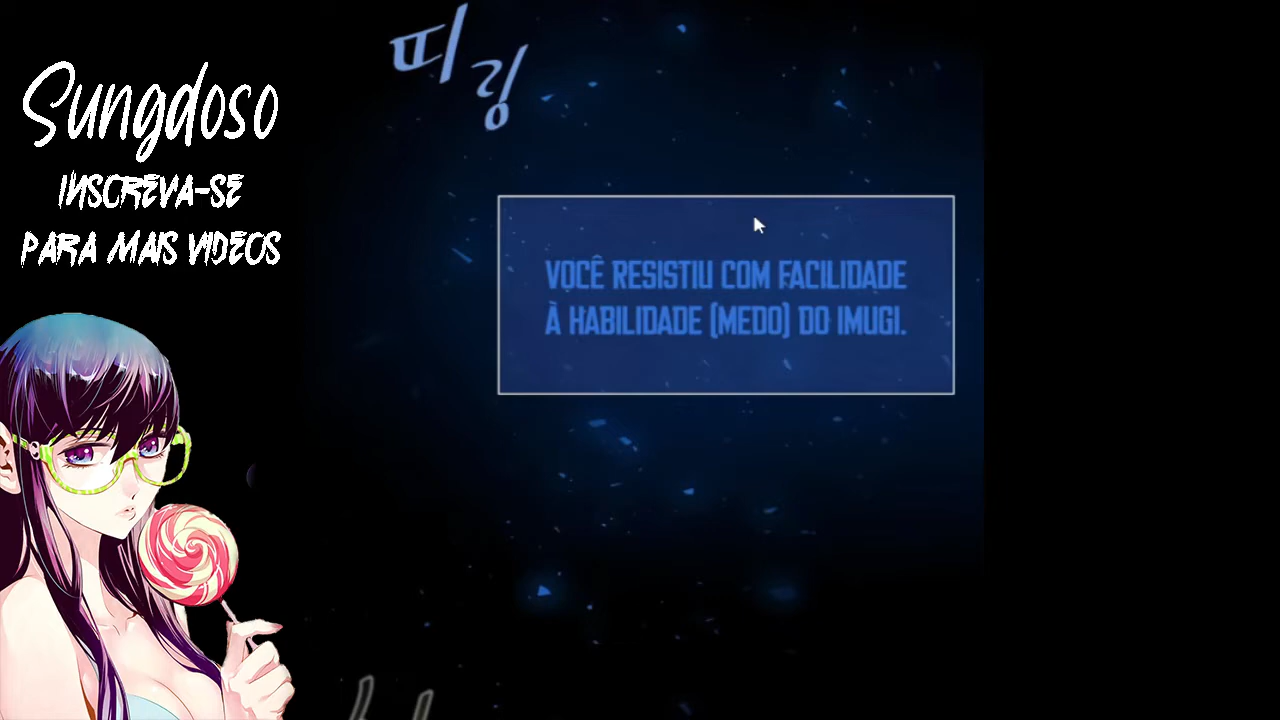 Sungdoso
INSCREVA-SE
PARA MAIS VIDEOS
띠
링
VOCÊ RESISTIU COM FACILIDADE
À HABILIDADE [MEDO] DO IMUGI.